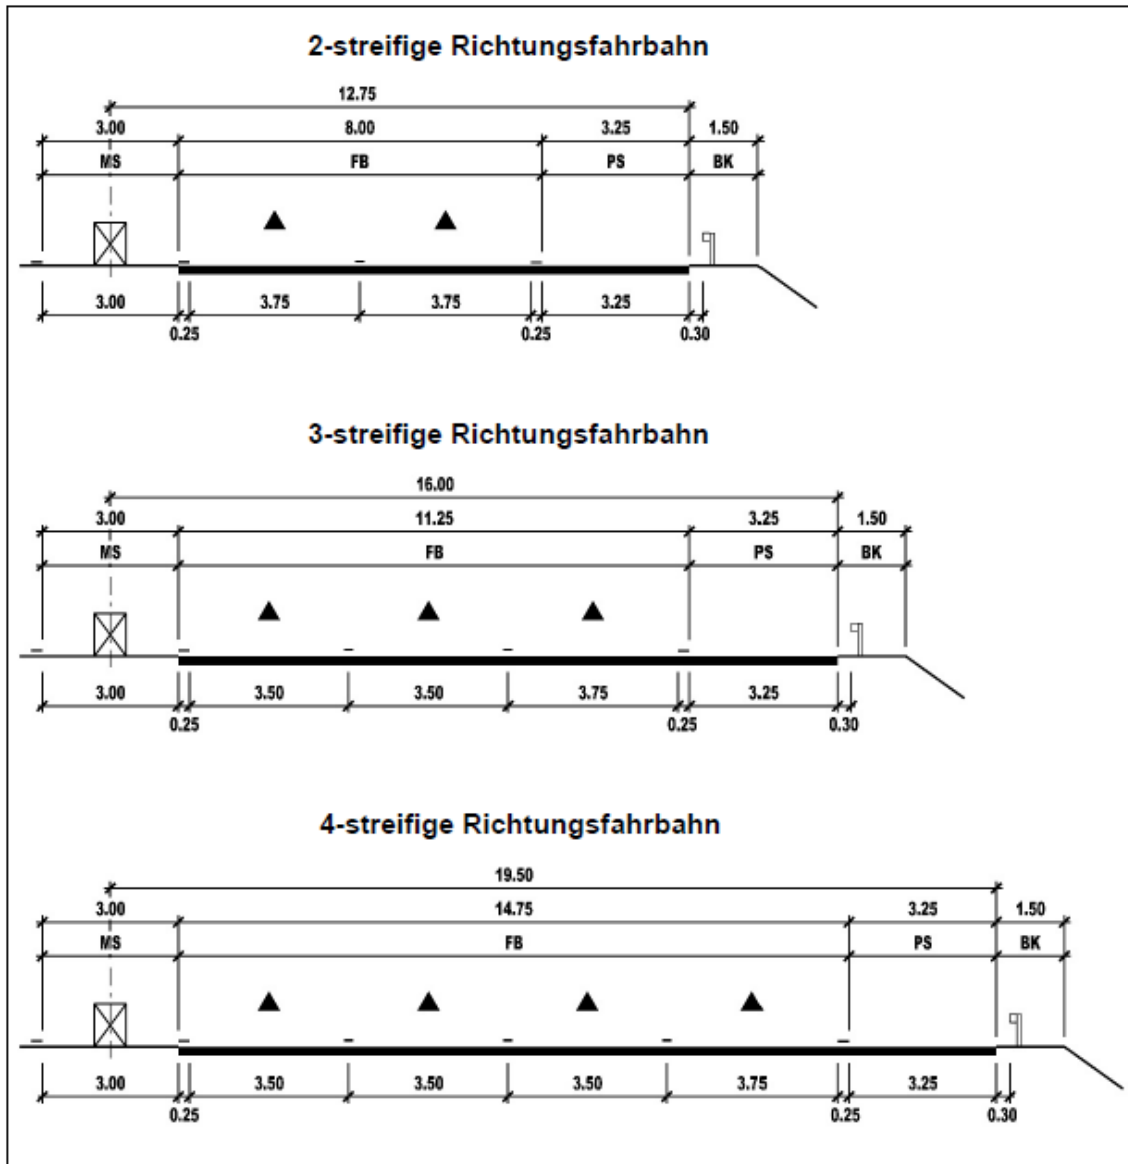 2-streifige Richtungsfahrbahn
12.75
3.00 8.00 3.25 1.50
MS FB PS BK
3.00 3.75 3.75 3.25
0.25 0.25 0.30
3-streifige Richtungsfahrbahn
16.00
3.00 11.25 3.25 1.50
MS FB PS BK
3.00 3.50 3.50 3.75 3.25
0.25 0.25 0.30
4-streifige Richtungsfahrbahn
19.50
3.00 14.75 3.25 1.50
MS FB PS BK
3.00 3.50 3.50 3.50 3.75 3.25
0.25 0.25 0.30